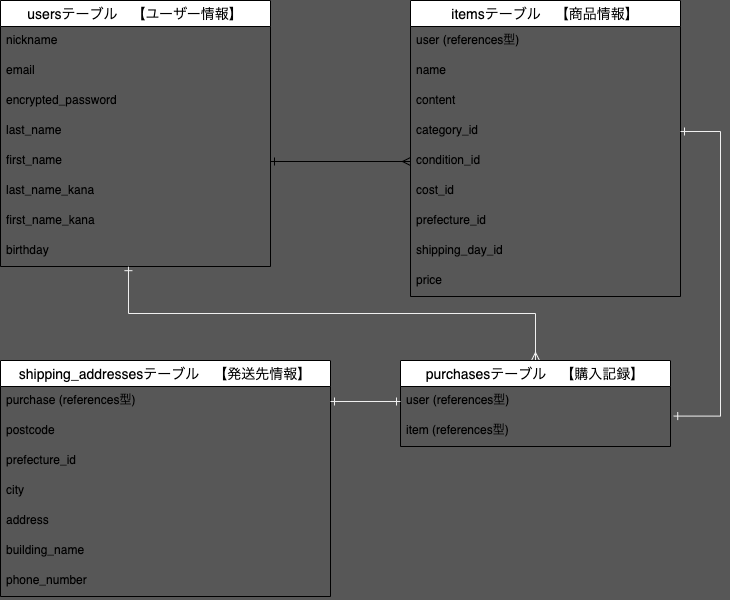 usersテーブル　【ユーザー情報】
nickname
email
encrypted_password
last_name
first_name
last_name_kana
first_name_kana
birthday
itemsテーブル　【商品情報】
user (references型)
name
content
category_id
condition_id
cost_id
prefecture_id
shipping_day_id
price
shipping_addressesテーブル　【発送先情報】
purchase (references型)
postcode
prefecture_id
city
address
building_name
phone_number
purchasesテーブル　【購入記録】
user (references型)
item (references型)